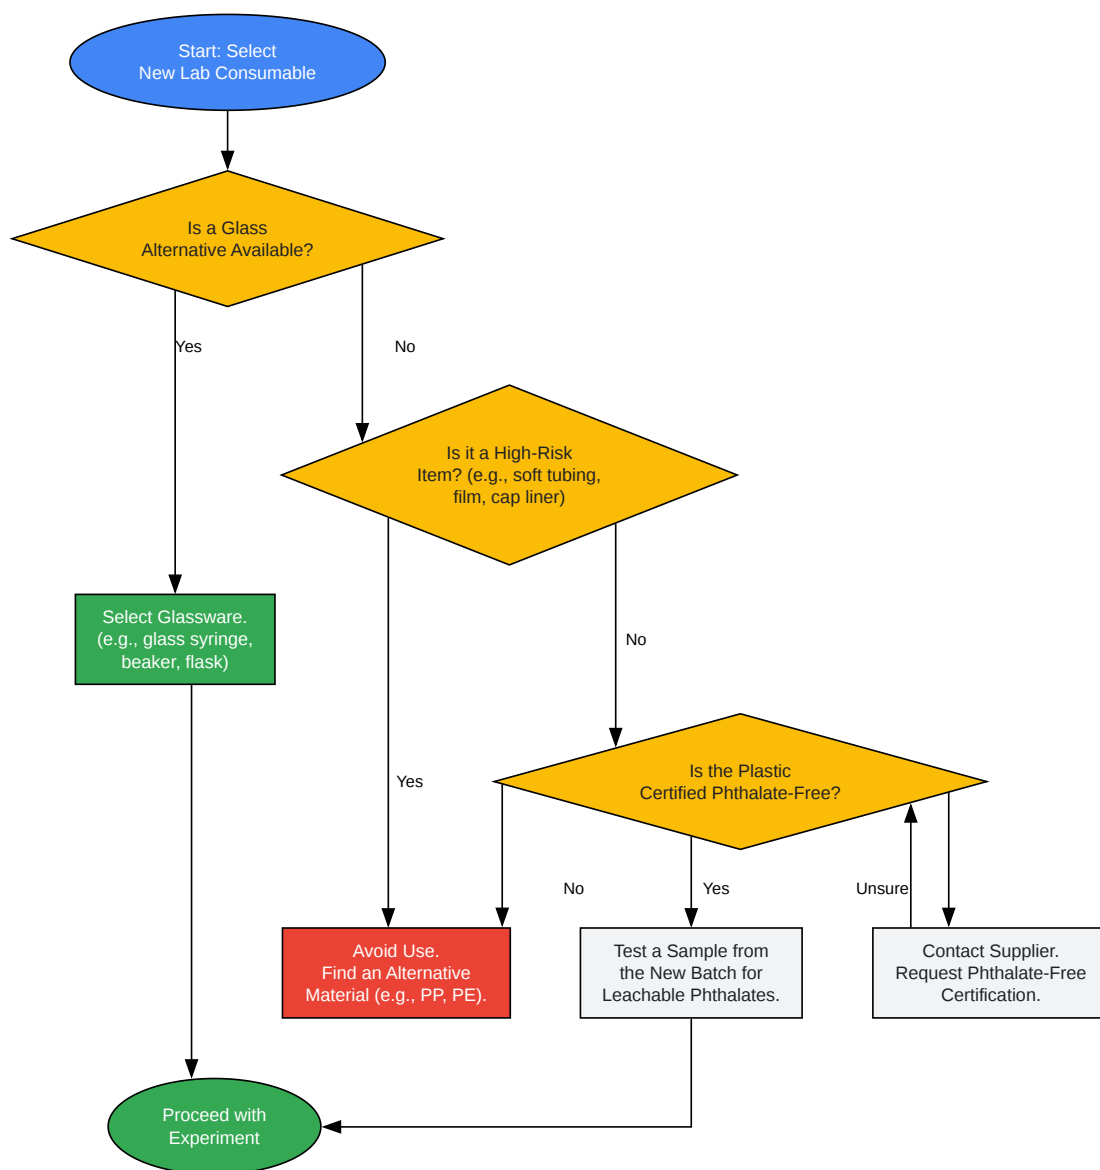 Start: Select
New Lab Consumable
Is a Glass
Alternative Available?
Yes
No
Is it a High-Risk
Item? (e.g., soft tubing,
film, cap liner)
Select Glassware.
(e.g., glass syringe,
beaker, flask)
No
Yes
Is the Plastic
Certified Phthalate-Free?
No
Yes
Unsure
Avoid Use.
Find an Alternative
Material (e.g., PP, PE).
Test a Sample from
the New Batch for
Leachable Phthalates.
Contact Supplier.
Request Phthalate-Free
Certification.
Proceed with
Experiment